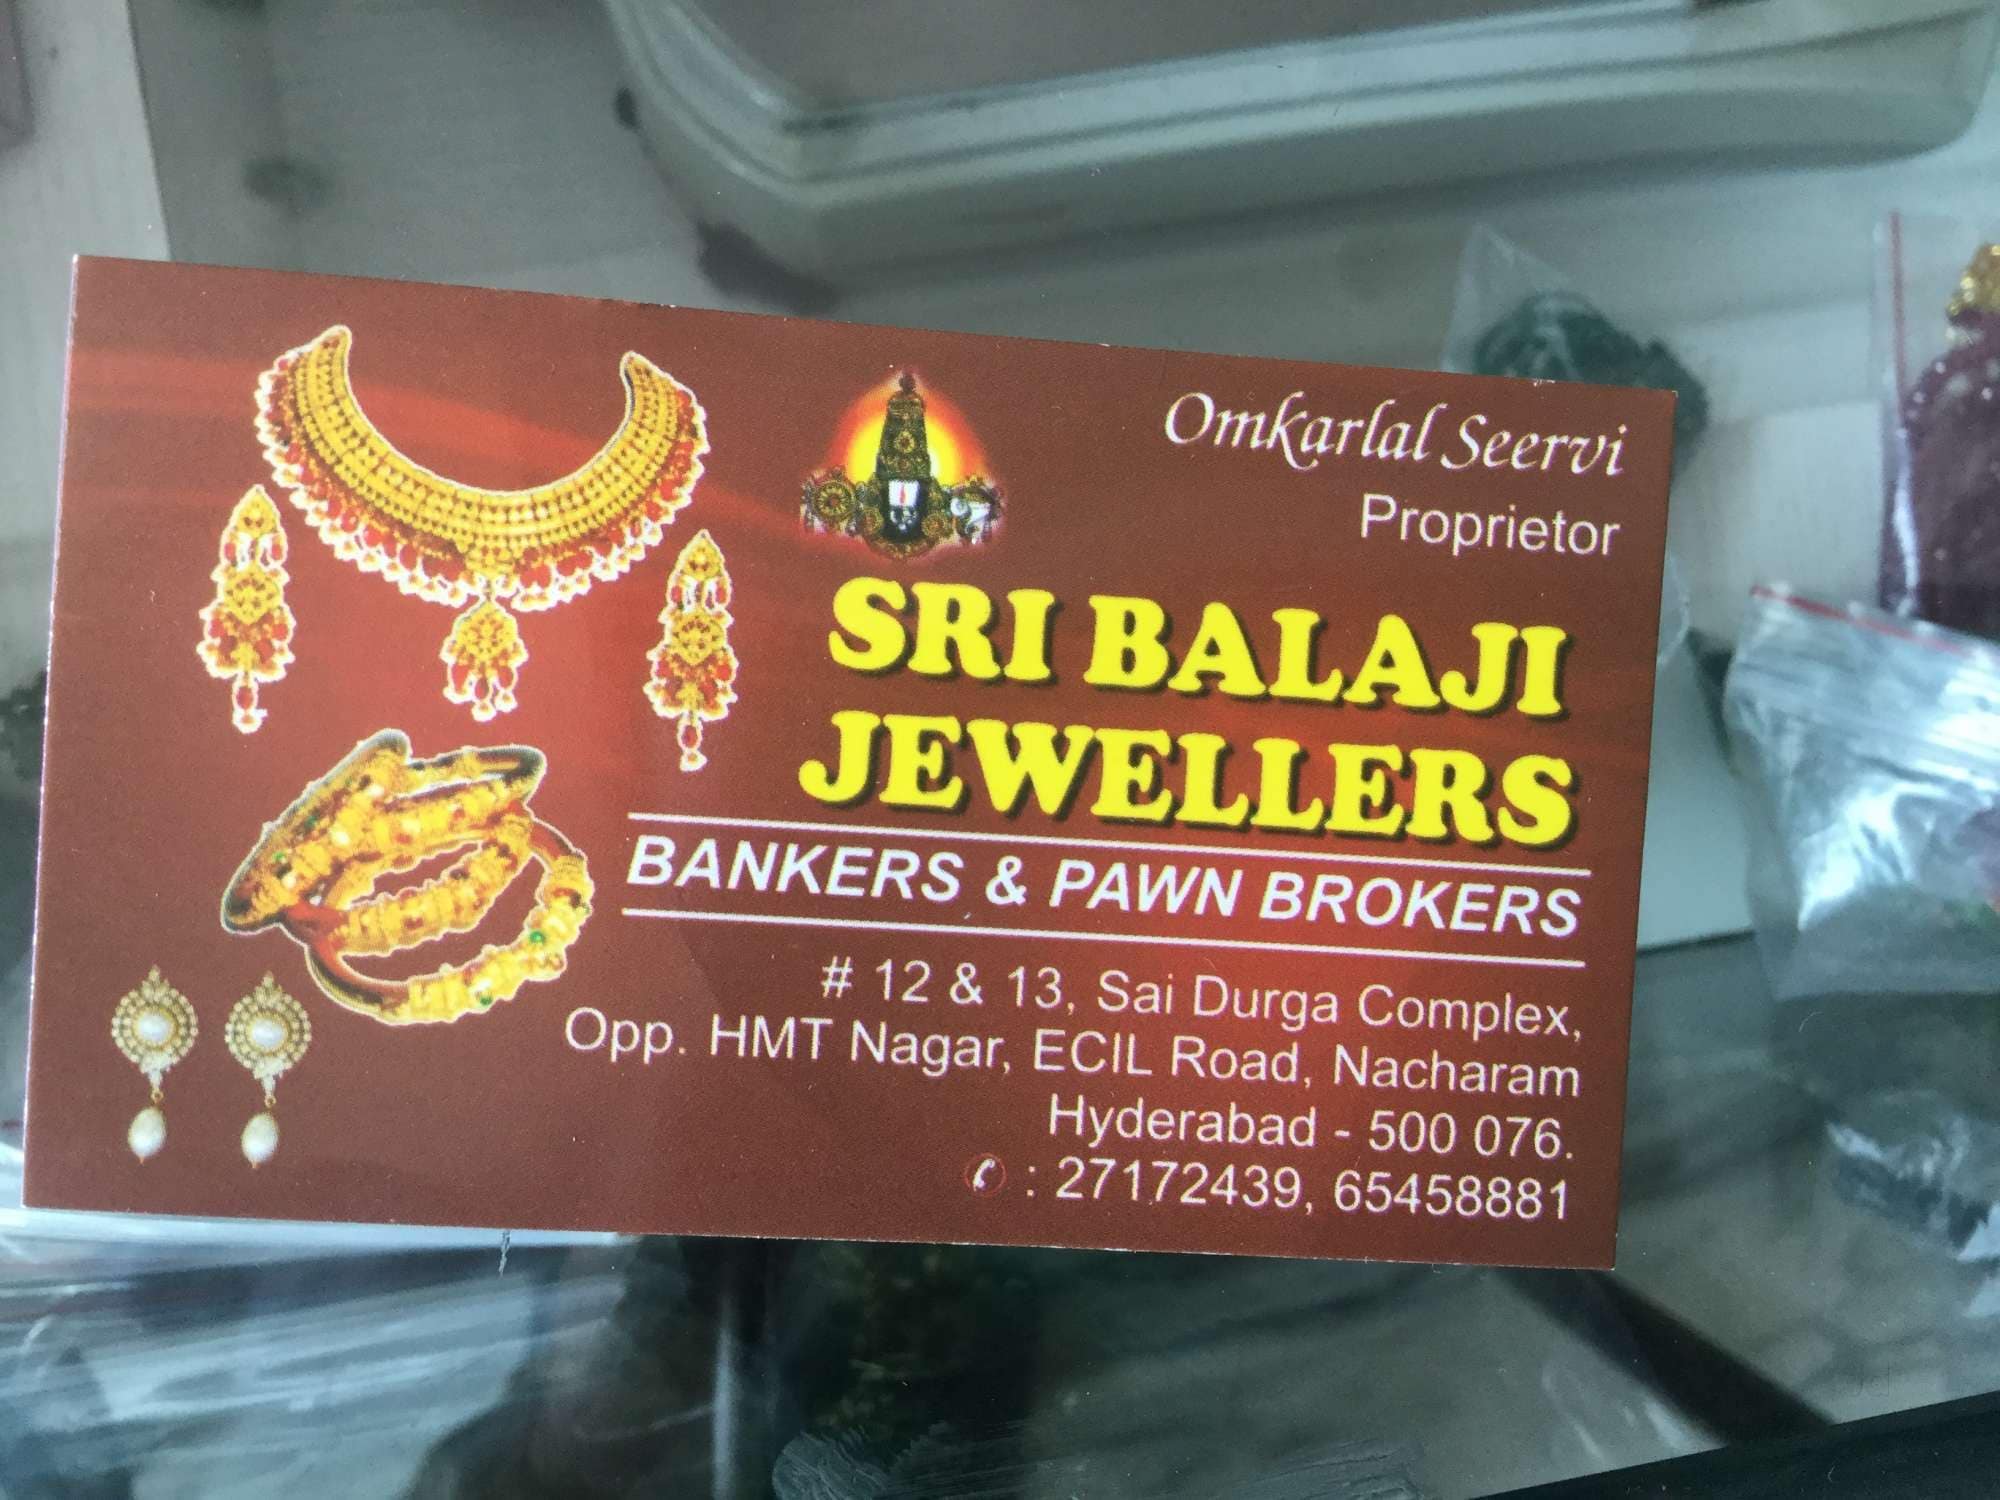 Omkarlal Seervi
Proprietor
SRI BALAJI
JEWELLERS
BANKERS & PAWN BROKERS
# 12 & 13, Sai Durga Complex,
Opp. HMT Nagar, ECIL Road, Nacharam
Hyderabad - 500 076.
: 27172439, 65458881